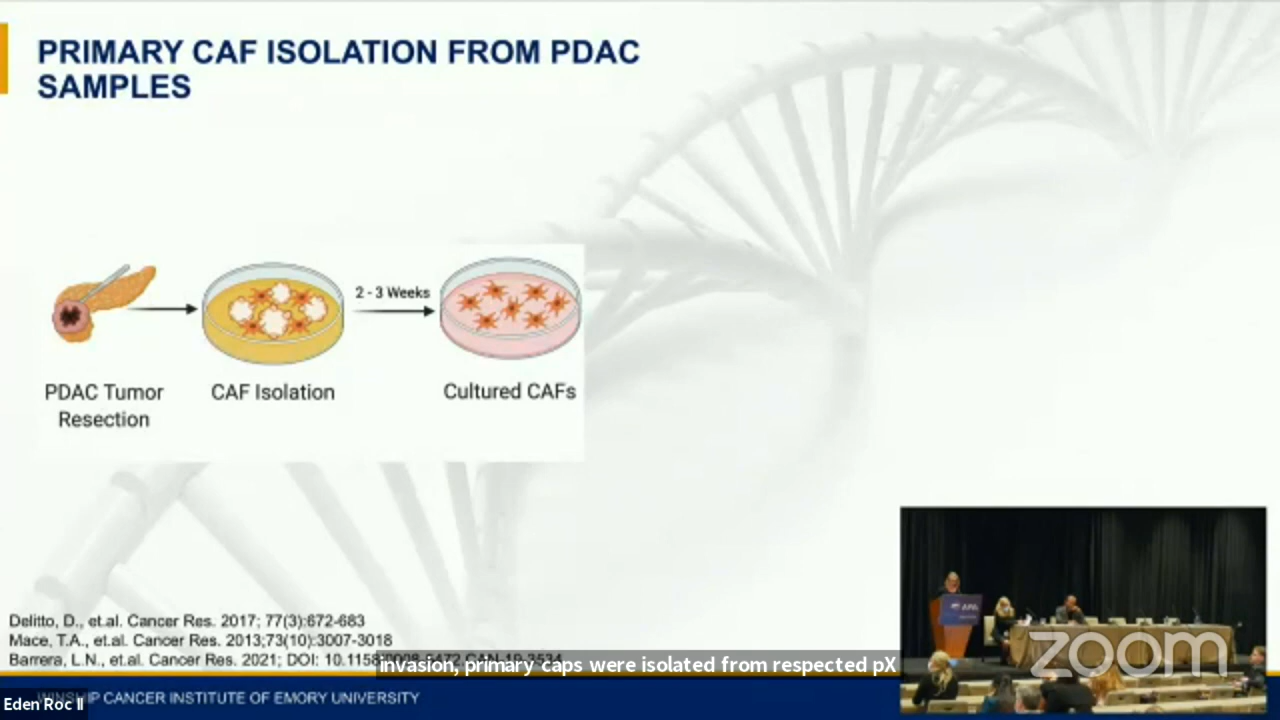 PRIMARY CAF ISOLATION FROM PDAC
SAMPLES
2 - 3 Weeks
PDAC Tumor
Resection
CAF Isolation
Cultured CAFs
Delitto, D., et.al. Cancer Res. 2017; 77(3):672-683
Mace, T.A., et.al. Cancer Res. 2013;73(10):3007-3018
Barrera, L.N., et.al. Cancer Res. 2021; DOI: 10.1158
invasion, primary caps were isolated from respected pX
CANCER INSTITUTE OF EMORY UNIVERSITY
Eden Roc II
APA
zoom